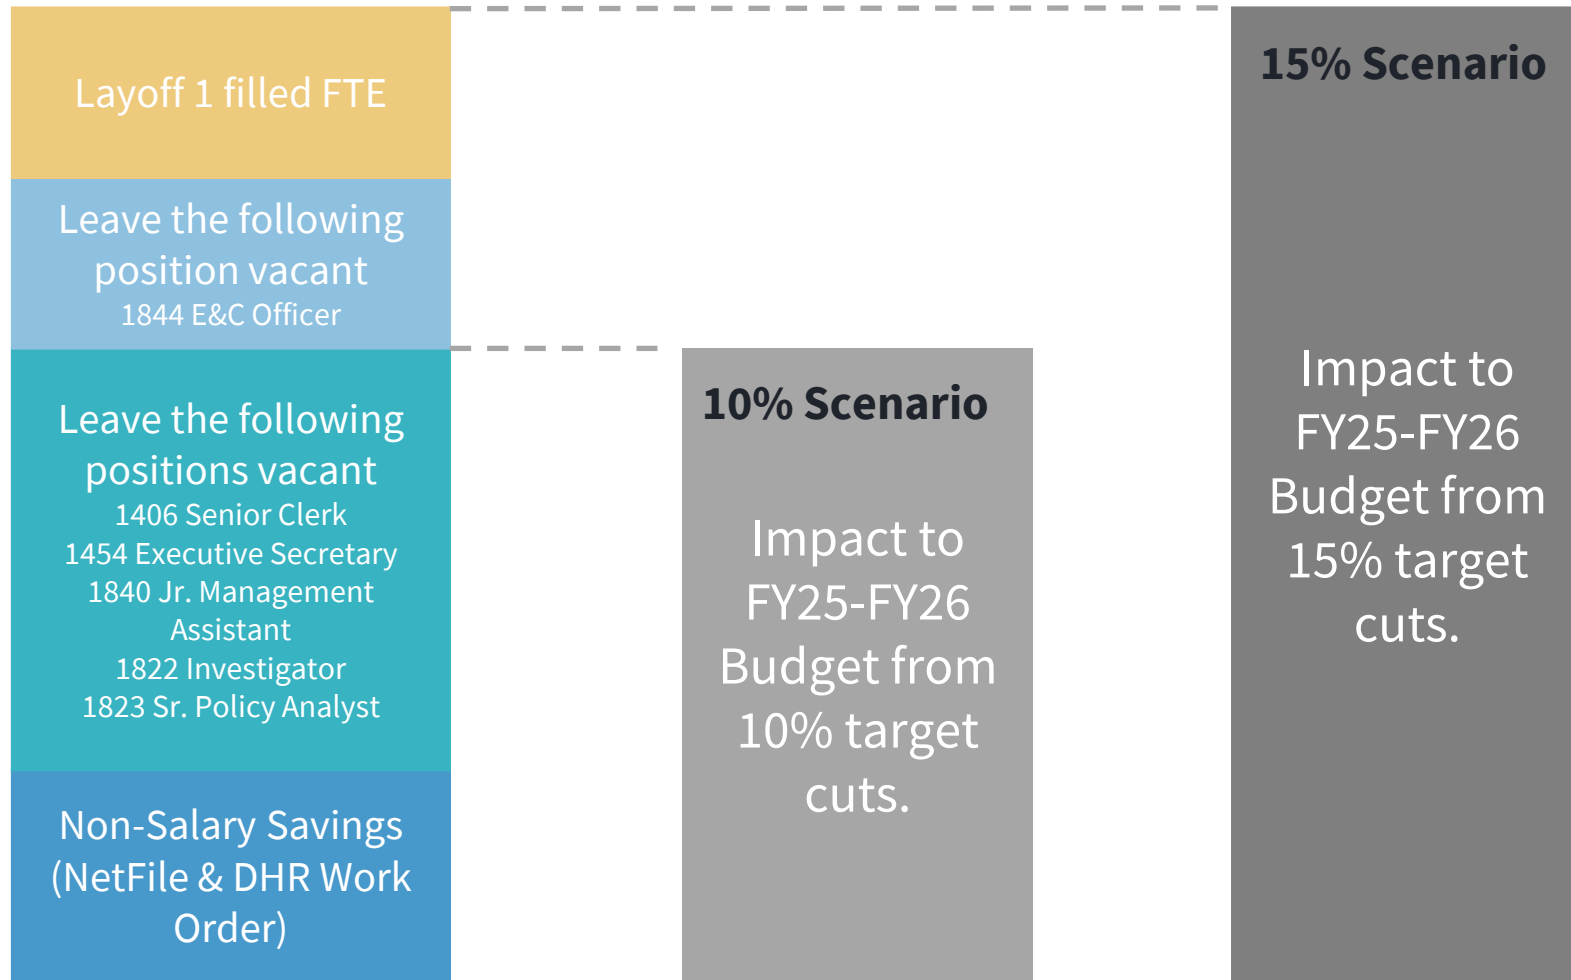 Layoff 1 filled FTE
Leave the following
position vacant
1844 E&C Officer
Leave the following
positions vacant
1406 Senior Clerk
1454 Executive Secretary
1840 Jr. Management
Assistant
1822 Investigator
1823 Sr. Policy Analyst
Non-Salary Savings
(NetFile & DHR Work
Order)
10% Scenario
Impact to
FY25-FY26
Budget from
10% target
cuts.
15% Scenario
Impact to
FY25-FY26
Budget from
15% target
cuts.